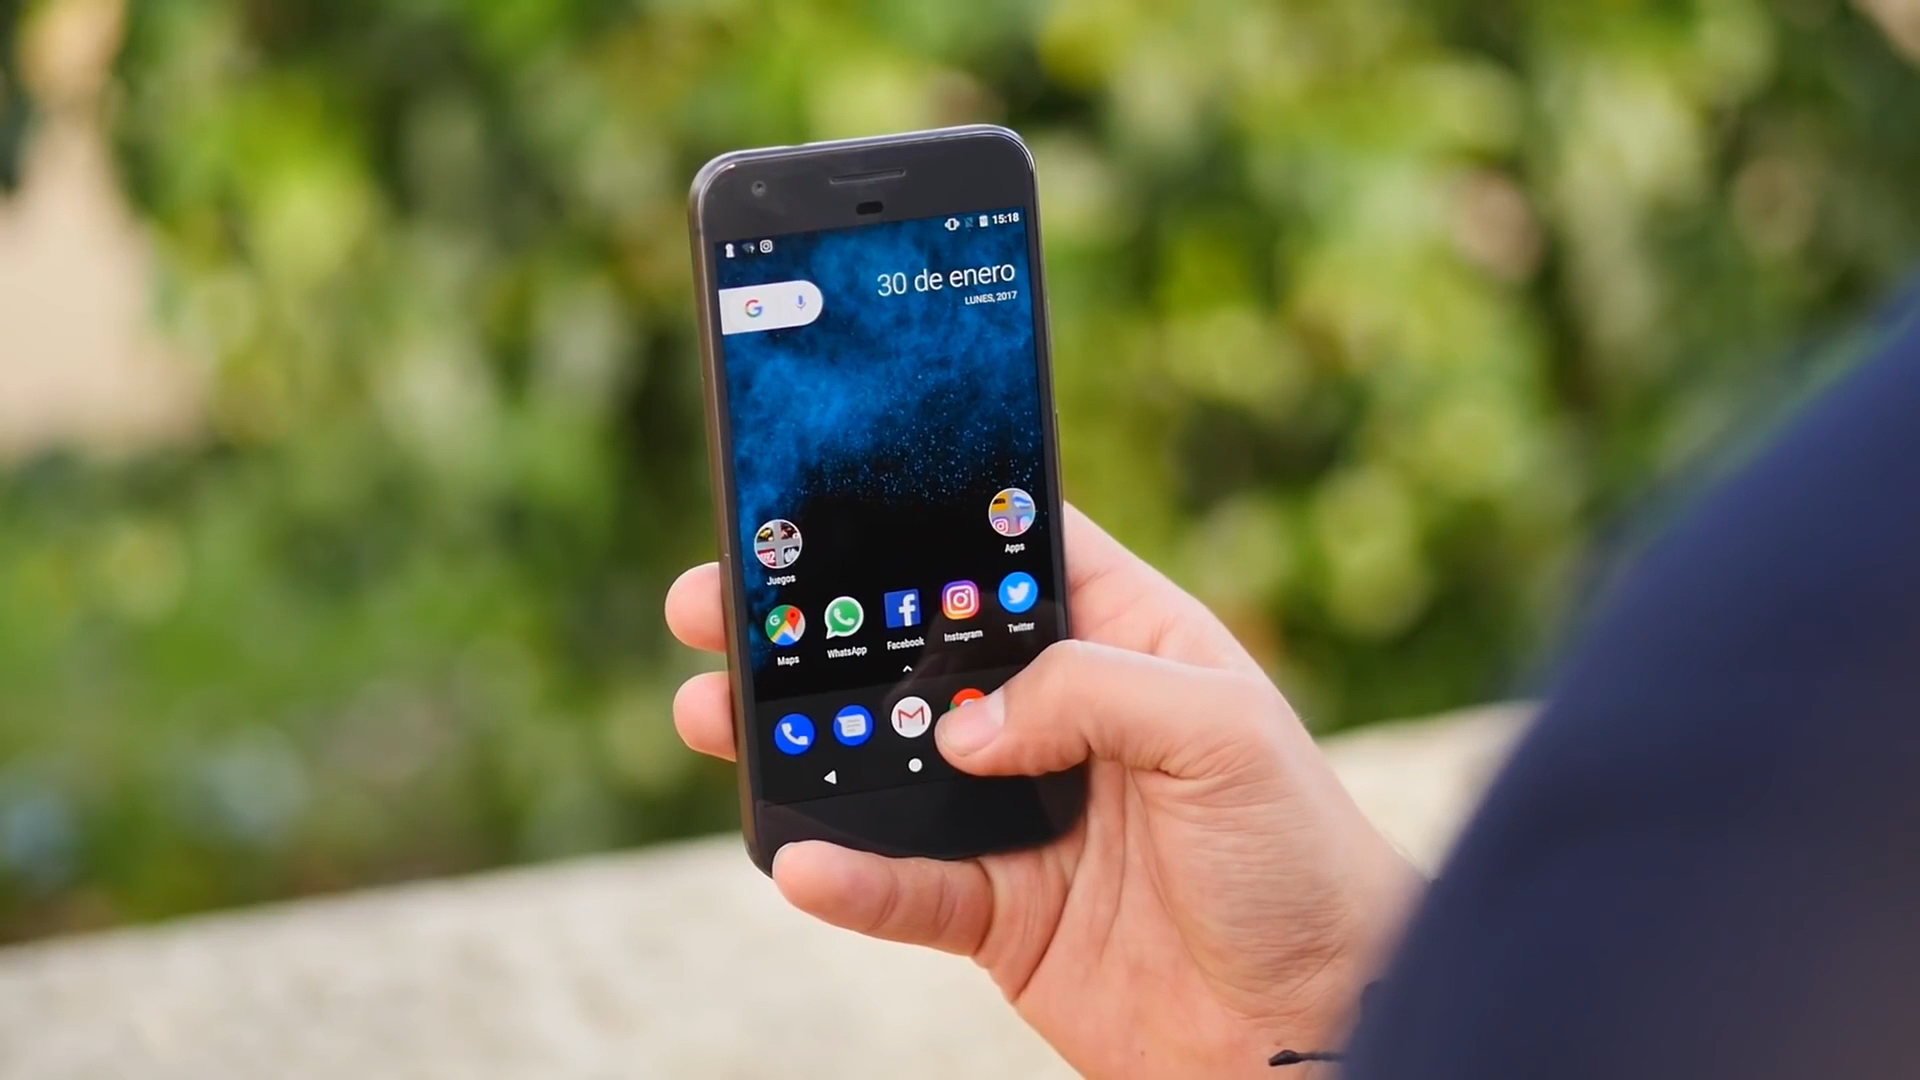 15:18
30 de enero
LUNES, 2017
G
Juegos
Apps
Maps
WhatsApp
Facebook
Instagram
Twitter